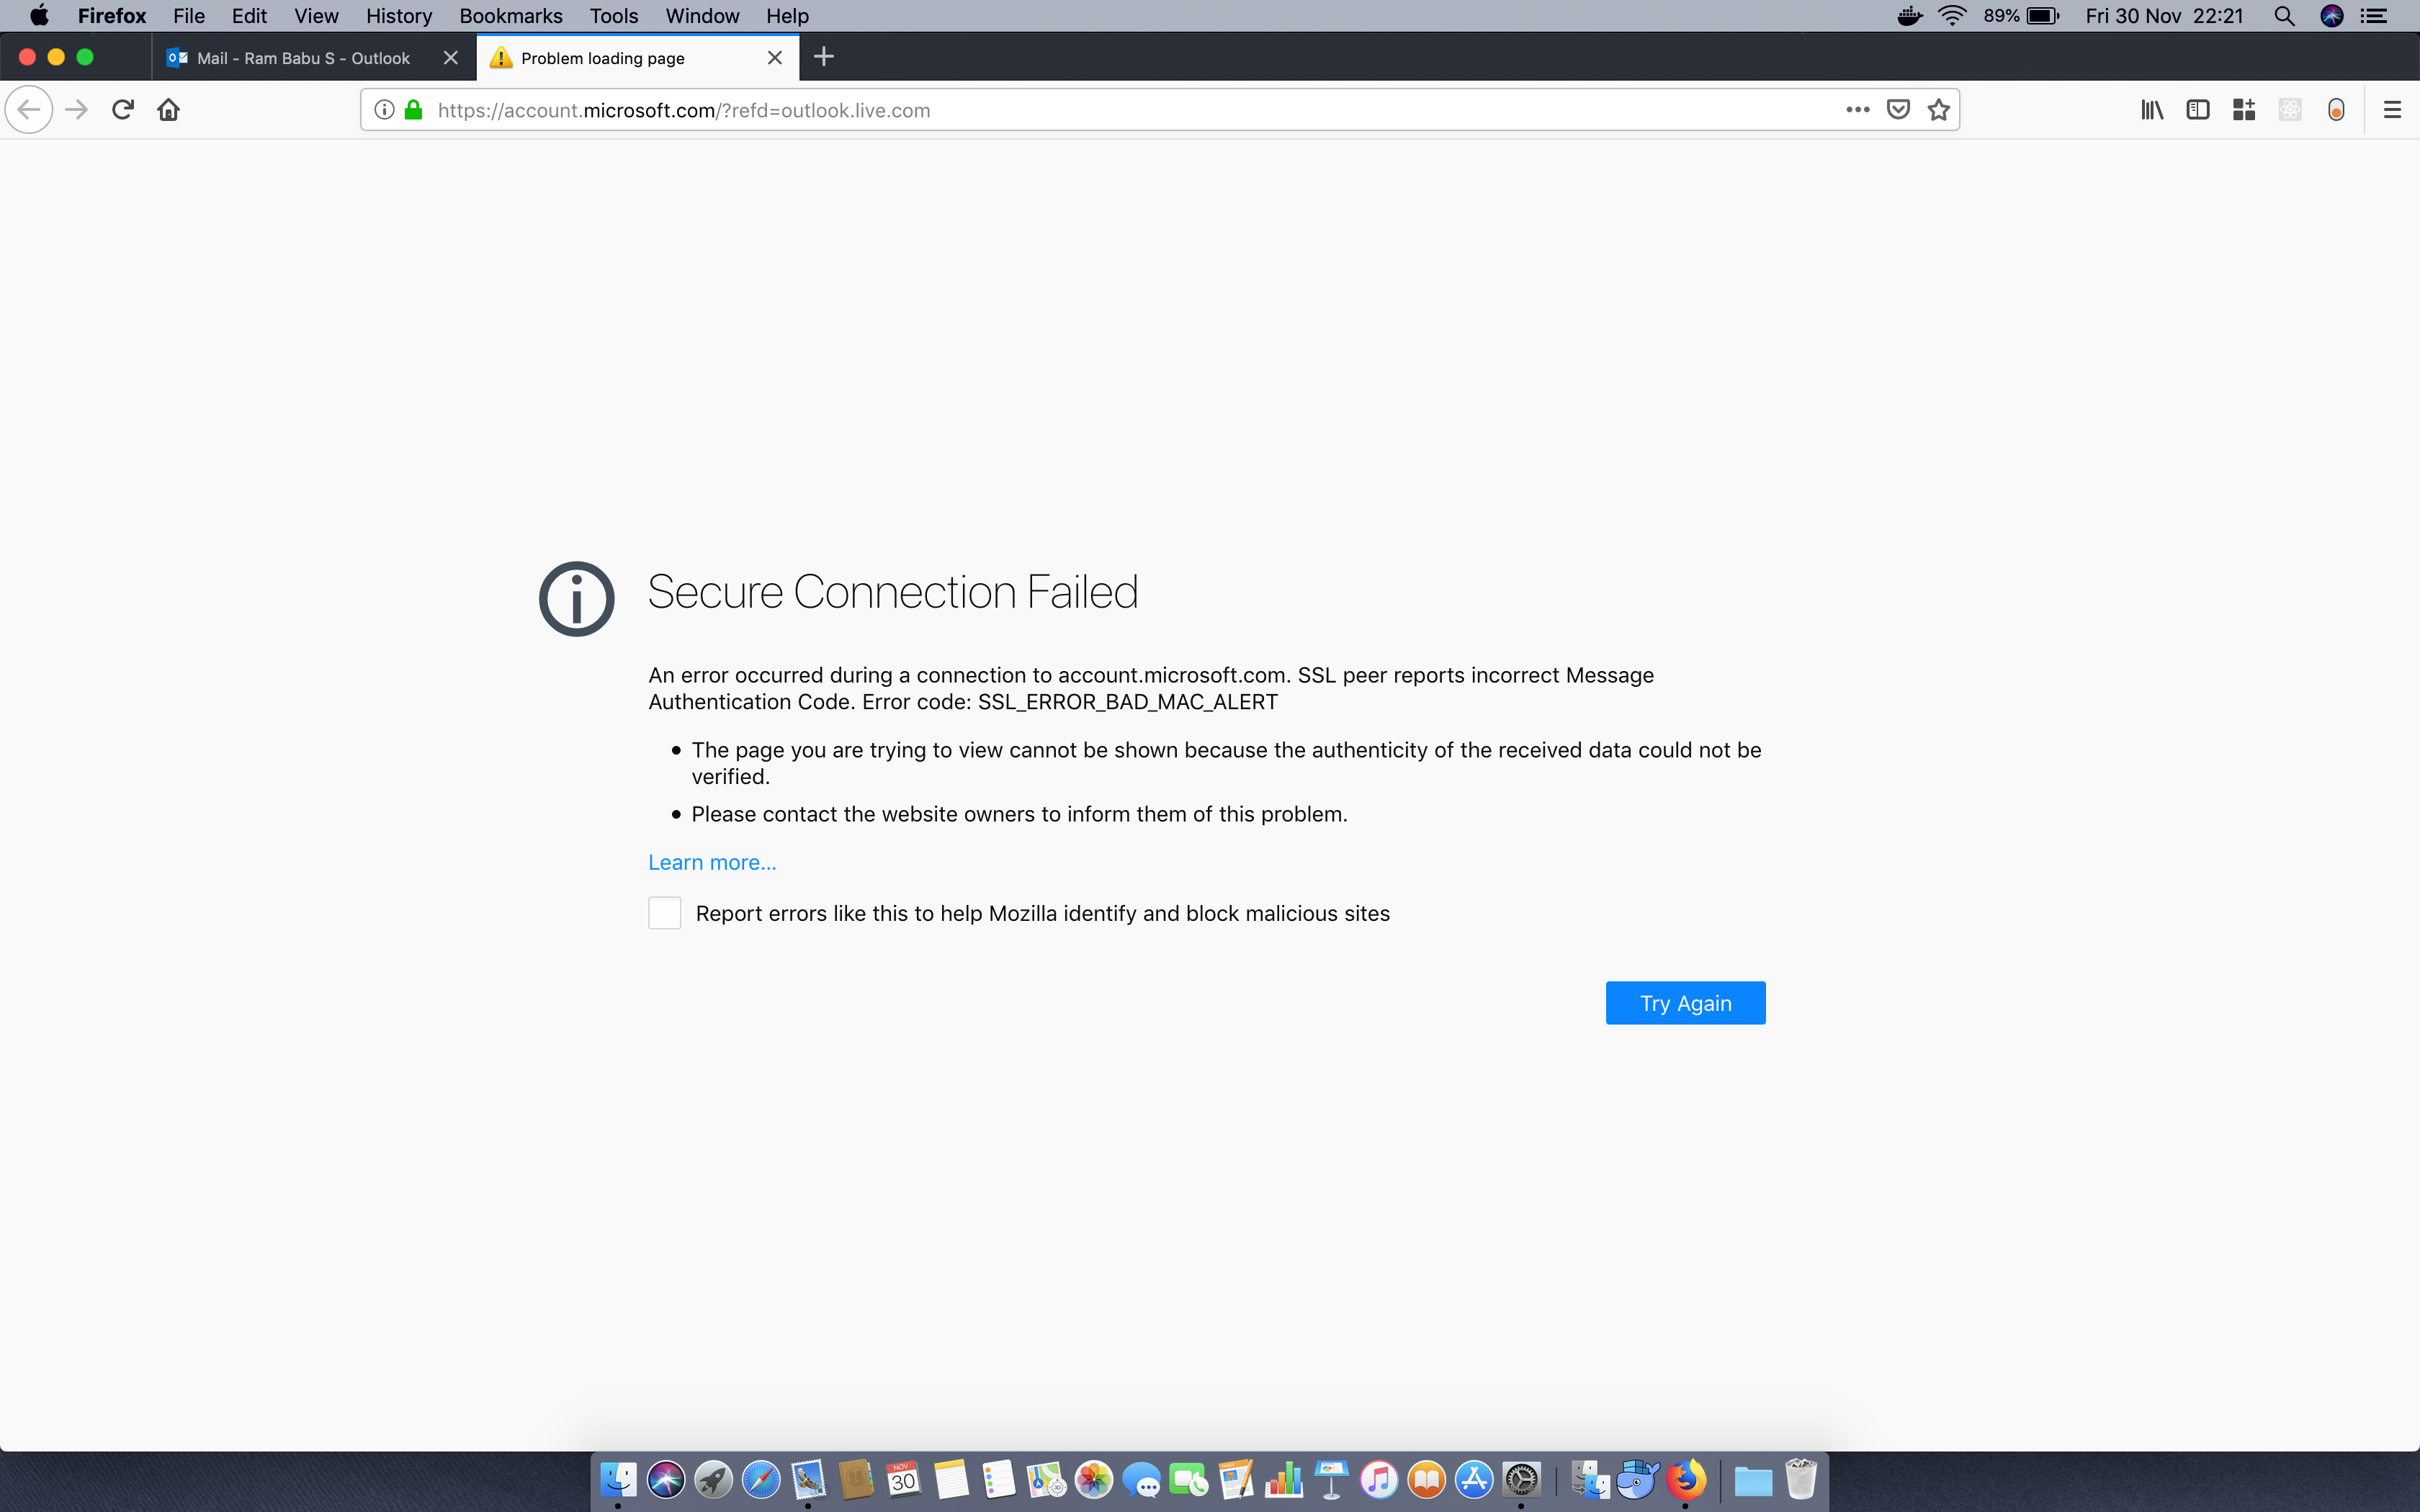 Firefox File Edit View History Bookmarks Tools Window Help 89% Fri 30 Nov 22:21
Mail - Ram Babu S - Outlook Problem loading page
https://account.microsoft.com/?refd=outlook.live.com
Secure Connection Failed
An error occurred during a connection to account.microsoft.com. SSL peer reports incorrect Message
Authentication Code. Error code: SSL_ERROR_BAD_MAC_ALERT
The page you are trying to view cannot be shown because the authenticity of the received data could not be
verified.
Please contact the website owners to inform them of this problem.
Learn more...
Report errors like this to help Mozilla identify and block malicious sites
Try Again
NOV
30